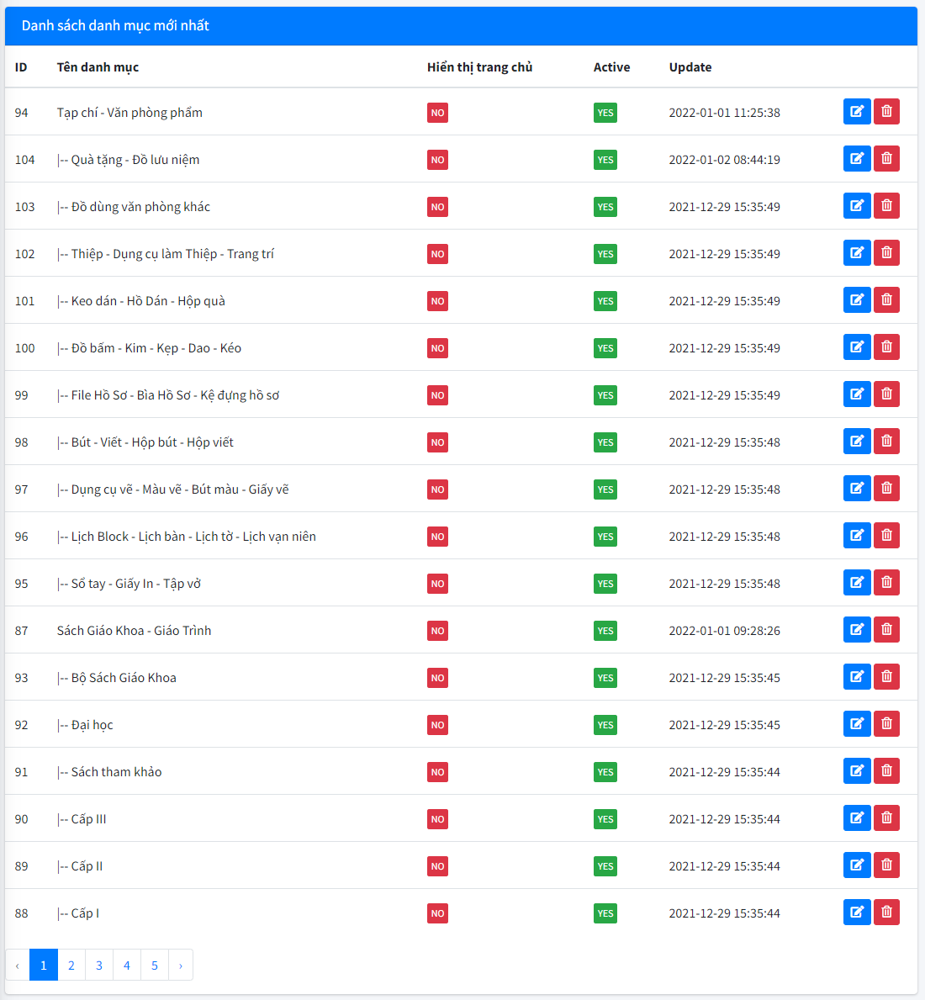 Danh sách danh mục mới nhất
ID Tên danh mục Hiển thị trang chủ Active Update
94 Tạp chí - Văn phòng phẩm NO YES 2022-01-01 11:25:38
104 |-- Quà tặng - Đồ lưu niệm NO YES 2022-01-02 08:44:19
103 |-- Đồ dùng văn phòng khác NO YES 2021-12-29 15:35:49
102 |-- Thiệp - Dụng cụ làm Thiệp - Trang trí NO YES 2021-12-29 15:35:49
101 |-- Keo dán - Hồ Dán - Hộp quà NO YES 2021-12-29 15:35:49
100 |-- Đồ bấm - Kim - Kẹp - Dao - Kéo NO YES 2021-12-29 15:35:49
99 |-- File Hồ Sơ - Bìa Hồ Sơ - Kệ đựng hồ sơ NO YES 2021-12-29 15:35:49
98 |-- Bút - Viết - Hộp bút - Hộp viết NO YES 2021-12-29 15:35:48
97 |-- Dụng cụ vẽ - Màu vẽ - Bút màu - Giấy vẽ NO YES 2021-12-29 15:35:48
96 |-- Lịch Block - Lịch bàn - Lịch tờ - Lịch vạn niên NO YES 2021-12-29 15:35:48
95 |-- Sổ tay - Giấy In - Tập vở NO YES 2021-12-29 15:35:48
87 Sách Giáo Khoa - Giáo Trình NO YES 2022-01-01 09:28:26
93 |-- Bộ Sách Giáo Khoa NO YES 2021-12-29 15:35:45
92 |-- Đại học NO YES 2021-12-29 15:35:45
91 |-- Sách tham khảo NO YES 2021-12-29 15:35:44
90 |-- Cấp III NO YES 2021-12-29 15:35:44
89 |-- Cấp II NO YES 2021-12-29 15:35:44
88 |-- Cấp I NO YES 2021-12-29 15:35:44
‹ 1 2 3 4 5 ›